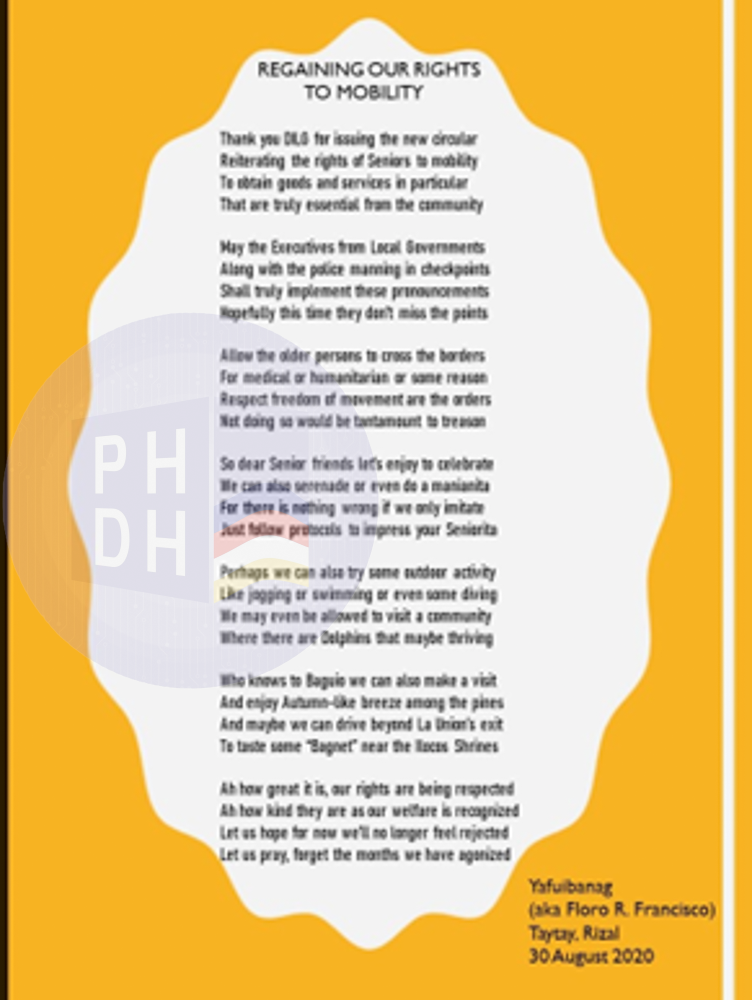 REGAINING OUR RIGHTS
TO MOBILITY
Thank you DILG for issuing the new circular
Reiterating the rights of Seniors to mobility
To obtain goods and services in particular
That are truly essential from the community
May the Executives from Local Governments
Along with the police manning in checkpoints
Shall truly implement these pronouncements
Hopefully this time they don't miss the points
Allow the older persons to cross the borders
For medical or humanitarian or some reason
Respect freedom of movement are the orders
Not doing so would be tantamount to treason
So dear Senior friends let's enjoy to celebrate
We can also serenade or even do a manianita
For there is nothing wrong if we only imitate
Just follow protocols to impress your Seniorita
Perhaps we can also try some outdoor activity
Like jogging or swimming or even some diving
We may even be allowed to visit a community
Where there are Dolphins that maybe thriving
Who knows to Baguio we can also make a visit
And enjoy Autumn-like breeze among the pines
And maybe we can drive beyond La Union's exit
To taste some "Bagnet" near the Ilocos Shrines
Ah how great it is, our rights are being respected
Ah how kind they are as our welfare is recognized
Let us hope for now we'll no longer feel rejected
Let us pray, forget the months we have agonized
Yafuibanag
(aka Floro R. Francisco)
Taytay, Rizal
30 August 2020
PH
DH